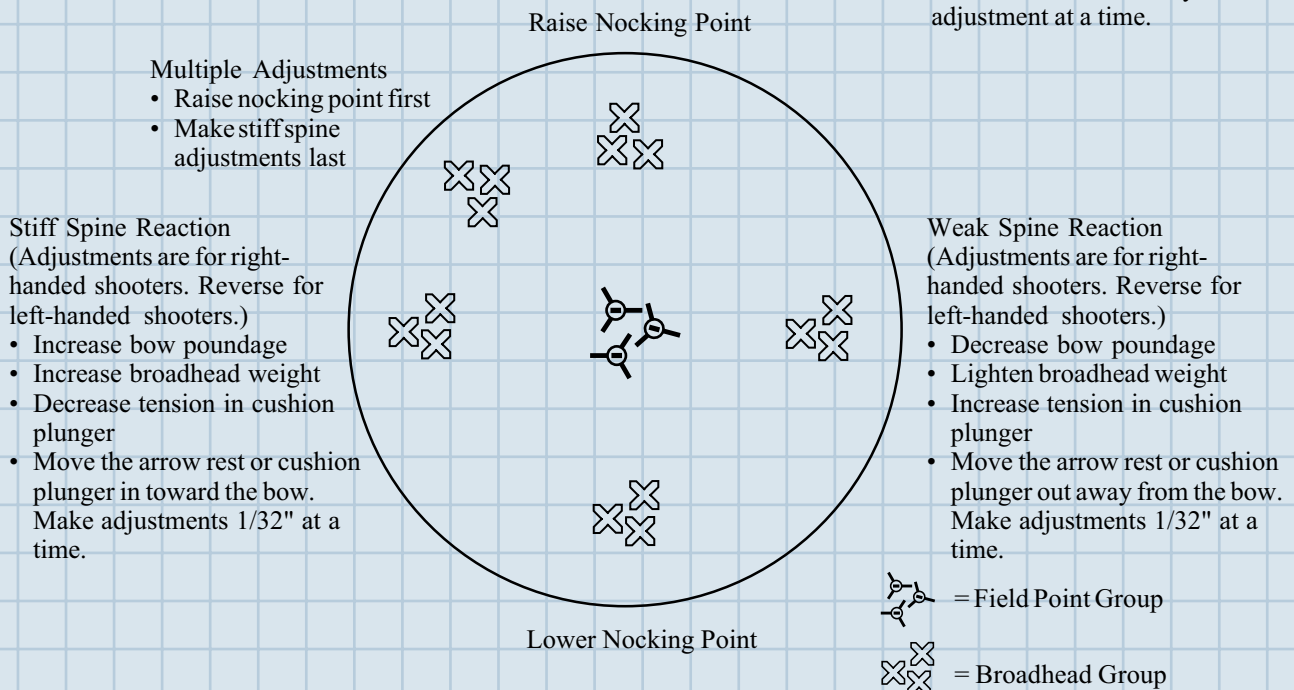 adjustment at a time.
Raise Nocking Point
Multiple Adjustments
• Raise nocking point first
• Make stiff spine
adjustments last
Stiff Spine Reaction
(Adjustments are for right-
handed shooters. Reverse for
left-handed shooters.)
• Increase bow poundage
• Increase broadhead weight
• Decrease tension in cushion
plunger
• Move the arrow rest or cushion
plunger in toward the bow.
Make adjustments 1/32" at a
time.
Weak Spine Reaction
(Adjustments are for right-
handed shooters. Reverse for
left-handed shooters.)
• Decrease bow poundage
• Lighten broadhead weight
• Increase tension in cushion
plunger
• Move the arrow rest or cushion
plunger out away from the bow.
Make adjustments 1/32" at a
time.
Lower Nocking Point
= Field Point Group
= Broadhead Group